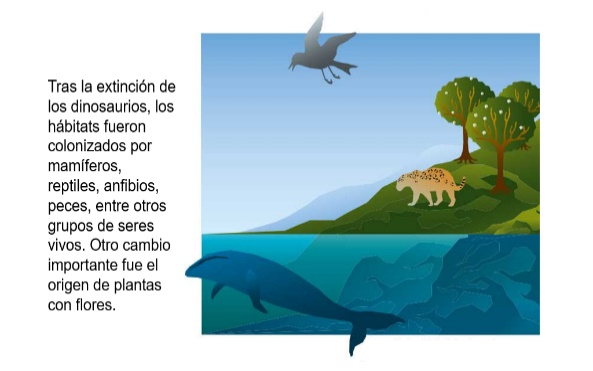 Tras la extinción de
los dinosaurios, los
hábitats fueron
colonizados por
mamíferos,
reptiles, anfibios,
peces, entre otros
grupos de seres
vivos. Otro cambio
importante fue el
origen de plantas
con flores.